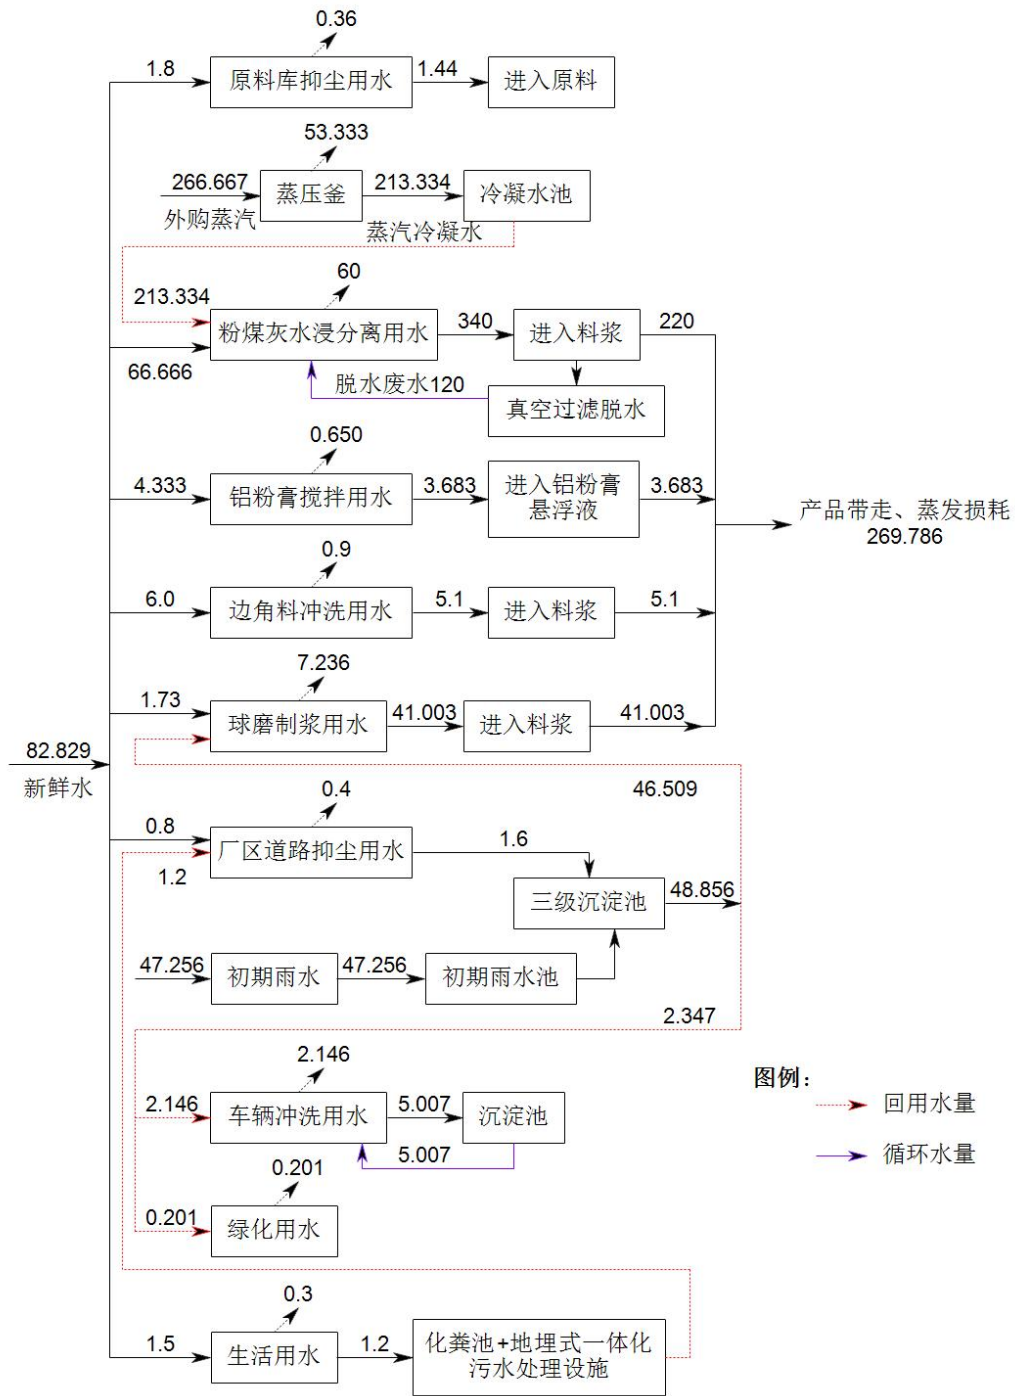 0.36
1.8
原料库抑尘用水
1.44
进入原料
53.333
266.667
外购蒸汽
蒸压釜
213.334
蒸汽冷凝水
冷凝水池
60
213.334
66.666
粉煤灰水浸分离用水
340
进入料浆
220
脱水废水120
真空过滤脱水
0.650
4.333
铝粉膏搅拌用水
3.683
进入铝粉膏
悬浮液
3.683
产品带走、蒸发损耗
269.786
0.9
6.0
边角料冲洗用水
5.1
进入料浆
5.1
7.236
1.73
球磨制浆用水
41.003
进入料浆
41.003
82.829
新鲜水
46.509
0.4
0.8
1.2
厂区道路抑尘用水
1.6
三级沉淀池
48.856
47.256
初期雨水
47.256
初期雨水池
2.347
2.146
2.146
车辆冲洗用水
5.007
沉淀池
5.007
图例：
回用水量
循环水量
0.201
0.201
绿化用水
0.3
1.5
生活用水
1.2
化粪池+地埋式一体化
污水处理设施